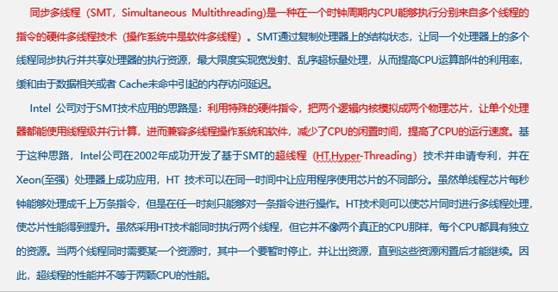 同步多线程（SMT，Simultaneous Multithreading)是一种在一个时钟周期内CPU能够执行分别来自多个线程的
指令的硬件多线程技术（操作系统中是软件多线程）。SMT通过复制处理器上的结构状态，让同一个处理器上的多个
线程同步执行并共享处理器的执行资源，最大限度实现宽发射、乱序超标量处理，从而提高CPU运算部件的利用率，
缓和由于数据相关或者 Cache未命中引起的内存访问延迟。
Intel 公司对于SMT技术应用的思路是：利用特殊的硬件指令，把两个逻辑内核模拟成两个物理芯片，让单个处理
器都能使用线程级并行计算，进而兼容多线程操作系统和软件，减少了CPU的闲置时间，提高了CPU的运行速度。基
于这种思路，Intel公司在2002年成功开发了基于SMT的超线程（HT,Hyper-Threading）技术并申请专利，并在
Xeon(至强）处理器上成功应用，HT 技术可以在同一时间中让应用程序使用芯片的不同部分。虽然单线程芯片每秒
钟能够处理成千上万条指令，但是在任一时刻只能够对一条指令进行操作。HT技术则可以使芯片同时进行多线程处理，
使芯片性能得到提升。虽然采用HT技术能同时执行两个线程，但它并不像两个真正的CPU那样，每个CPU都具有独立
的资源。当两个线程同时需要某一个资源时，其中一个要暂时停止，并让出资源，直到这些资源闲置后才能继续。因
此，超线程的性能并不等于两颗CPU的性能。